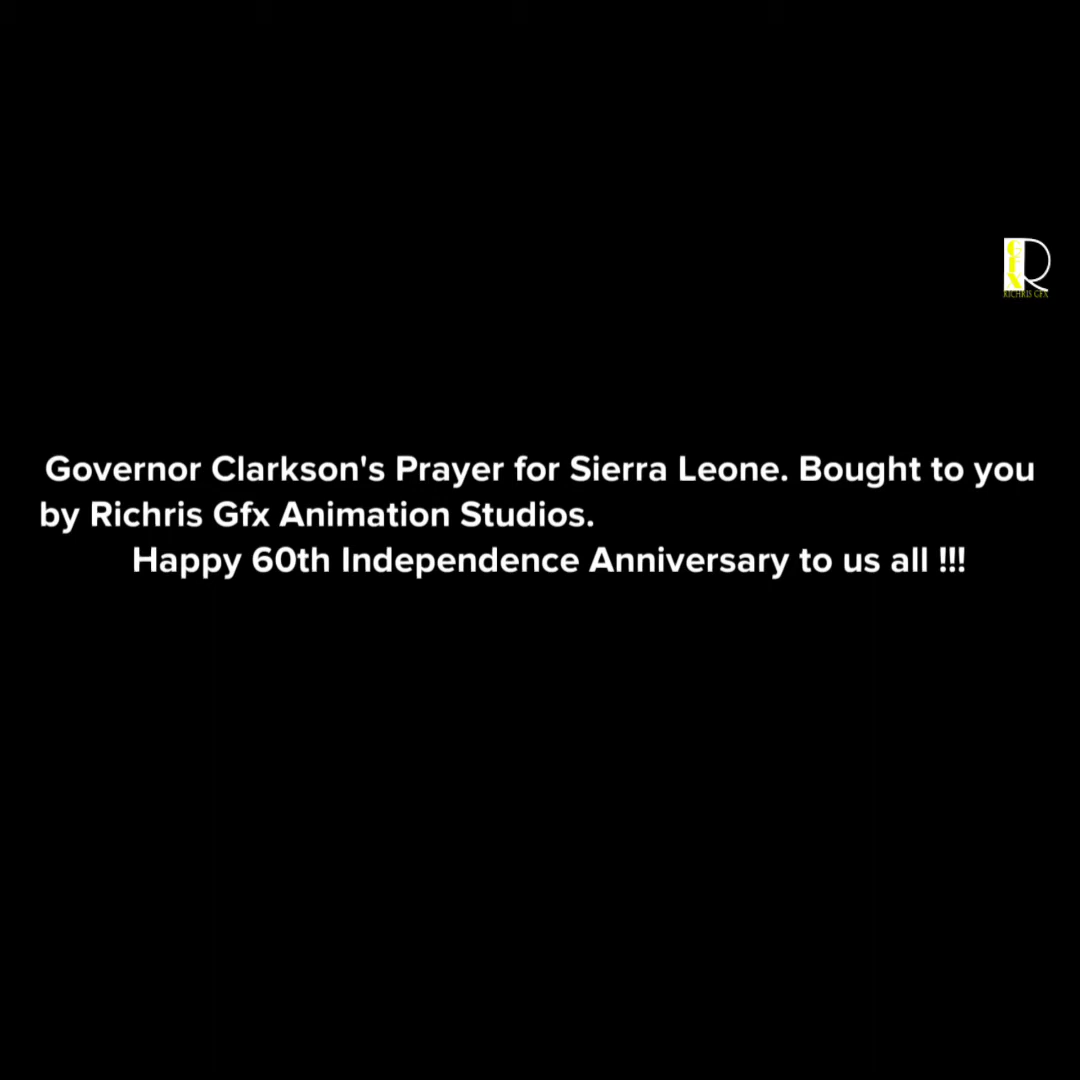 GFX
RICHRIS GFX
Governor Clarkson's Prayer for Sierra Leone. Bought to you
by Richris Gfx Animation Studios.
Happy 60th Independence Anniversary to us all !!!